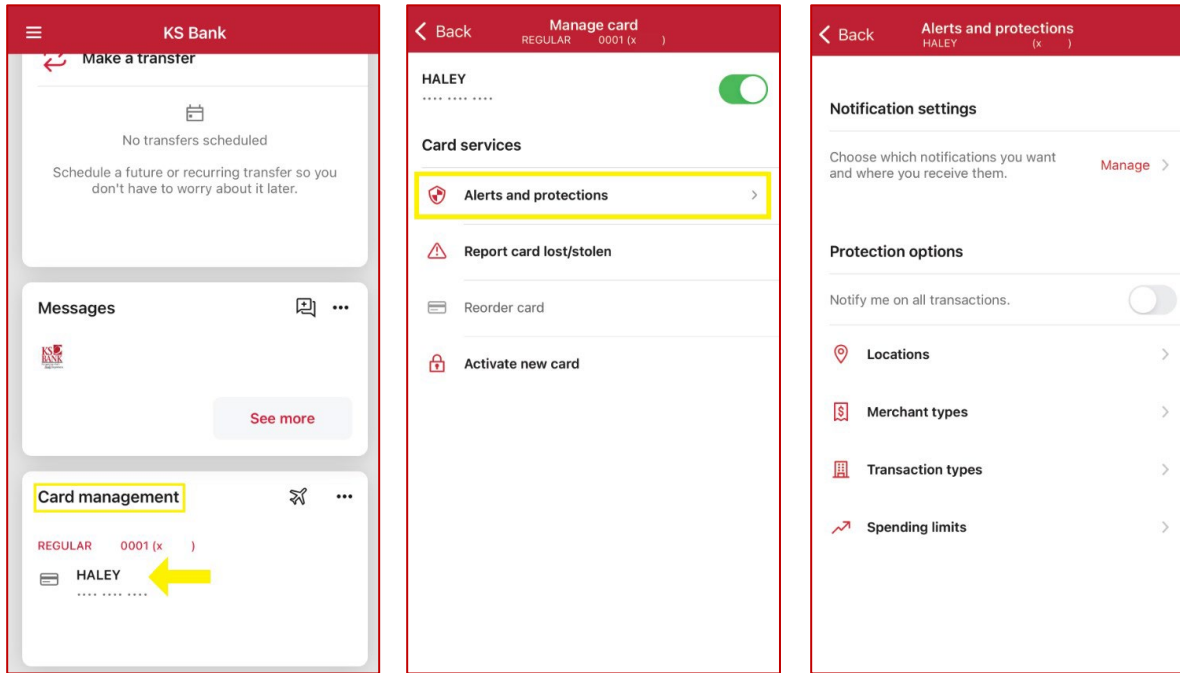 KS Bank
Make a transfer
No transfers scheduled
Schedule a future or recurring transfer so you
don't have to worry about it later.
Messages
KS
BANK
See more
Card management
REGULAR 0001 (x )
HALEY
.... .... ....
Back
Manage card
REGULAR 0001 (x )
HALEY
.... .... ....
Card services
Alerts and protections
Report card lost/stolen
Reorder card
Activate new card
Back
Alerts and protections
HALEY (x )
Notification settings
Choose which notifications you want
and where you receive them.
Manage
Protection options
Notify me on all transactions.
Locations
Merchant types
Transaction types
Spending limits